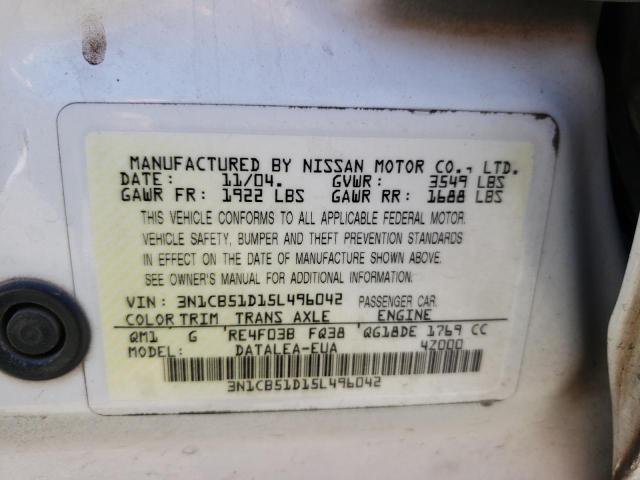 MANUFACTURED BY NISSAN MOTOR CO., LTD.
DATE: 11/04. GVWR: 3549 LBS
GAWR FR: 1922 LBS GAWR RR: 1688 LBS
THIS VEHICLE CONFORMS TO ALL APPLICABLE FEDERAL MOTOR
VEHICLE SAFETY, BUMPER AND THEFT PREVENTION STANDARDS
IN EFFECT ON THE DATE OF MANUFACTURE SHOWN ABOVE.
SEE OWNER'S MANUAL FOR ADDITIONAL INFORMATION.
VIN: 3N1CB51D15L496042 PASSENGER CAR.
COLOR TRIM TRANS AXLE ENGINE
QM1 G RE4F03B FQ38 QG18DE 1769 CC
MODEL: DATALEA-EUA 4Z000
3N1CB51D15L496042